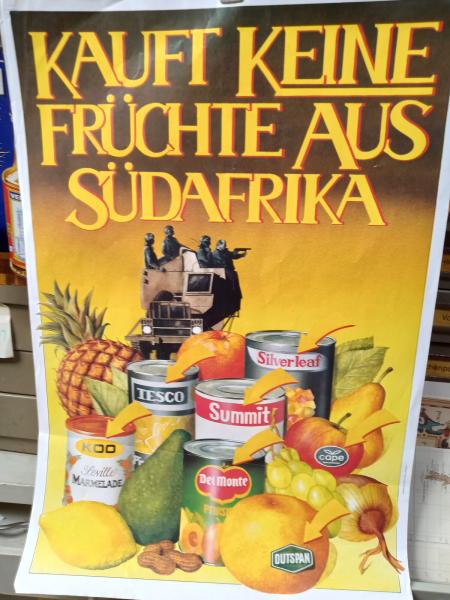 KAUFT KEINE
FRÜCHTE AUS
SÜDAFRIKA
Silverleaf
TESCO
Summit
KOO
Seville
MARMELADE
Del Monte
cape
OUTSPAN